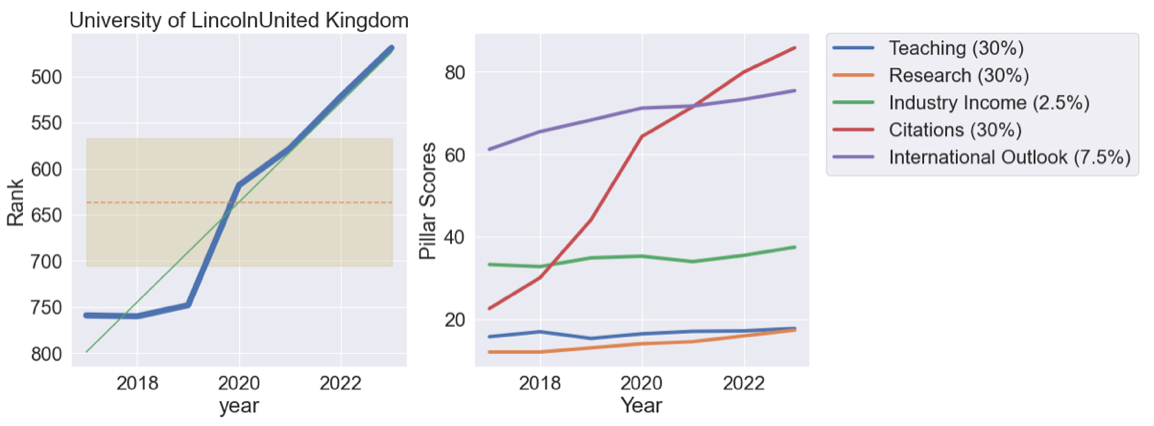 University of LincolnUnited Kingdom
Rank
500
550
600
650
700
750
800
2018 2020 2022
year
Pillar Scores
80
60
40
20
2018 2020 2022
Year
Teaching (30%)
Research (30%)
Industry Income (2.5%)
Citations (30%)
International Outlook (7.5%)